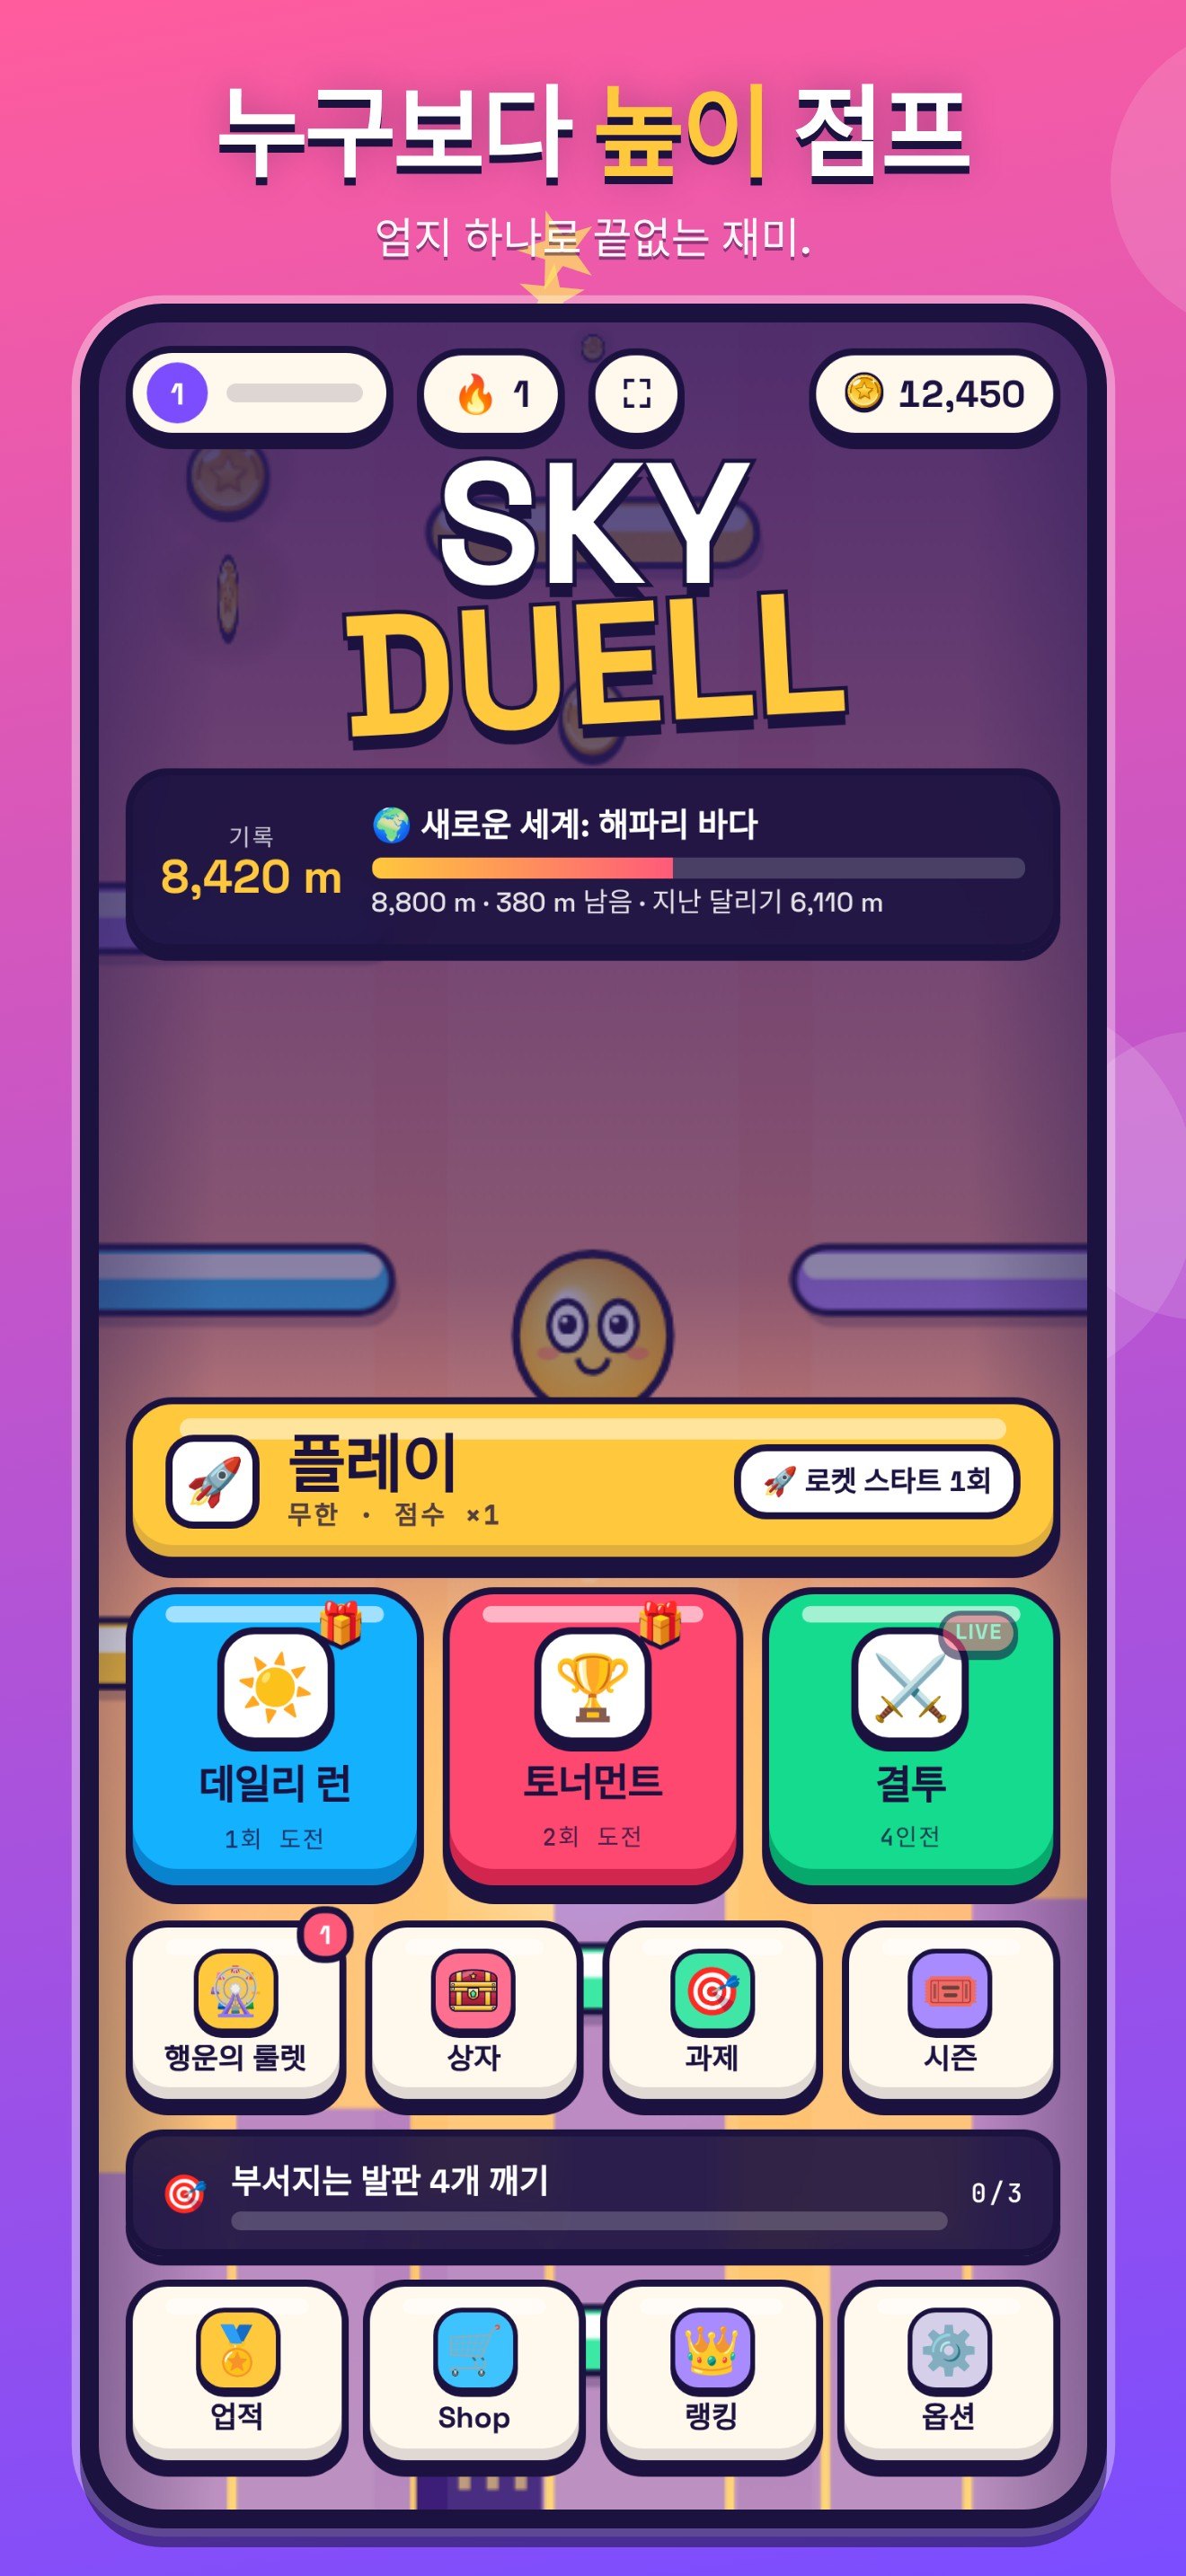 누구보다 높이 점프
엄지 하나로 끝없는 재미.
1
🔥 1
12,450
SKY
DUELL
기록
8,420 m
🌍 새로운 세계: 해파리 바다
8,800 m · 380 m 남음 · 지난 달리기 6,110 m
플레이
무한 · 점수 ×1
🚀 로켓 스타트 1회
LIVE
데일리 런
1회 도전
토너먼트
2회 도전
결투
4인전
1
행운의 룰렛
상자
과제
시즌
부서지는 발판 4개 깨기
0/3
업적
Shop
랭킹
옵션